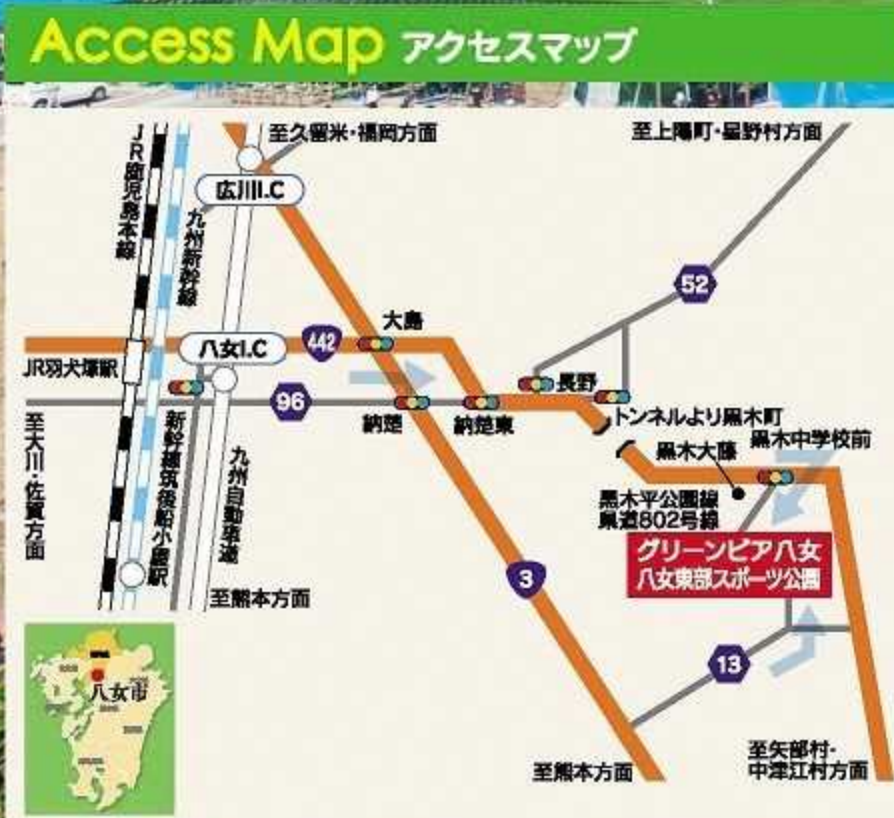 Access Map アクセスマップ
至久留米・福岡方面
至上陽町・星野村方面
JR鹿児島本線
九州新幹線
広川I.C
52
大島
442
八女I.C
JR羽犬塚駅
96
長野
納楚
納楚東
トンネルより黒木町
黒木大藤
黒木中学校前
至大川・佐賀方面
新幹線筑後船小屋駅
九州自動車道
黒木平公園線
県道802号線
グリーンピア八女
八女東部スポーツ公園
3
至熊本方面
13
八女市
至熊本方面
至矢部村・
中津江村方面